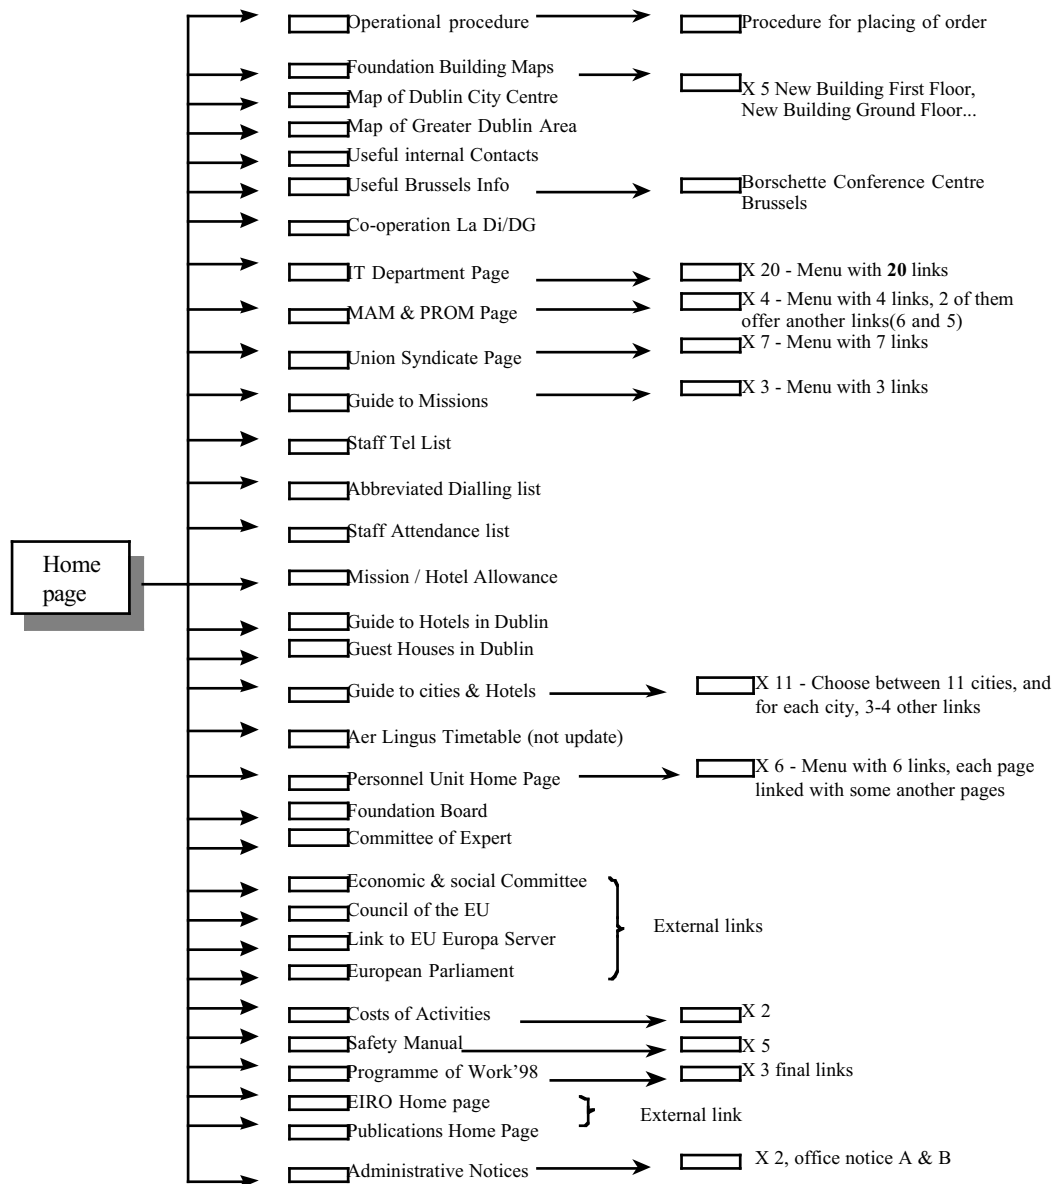 Operational procedure
Procedure for placing of order
Foundation Building Maps
X 5 New Building First Floor,
New Building Ground Floor...
Map of Dublin City Centre
Map of Greater Dublin Area
Useful internal Contacts
Useful Brussels Info
Borschette Conference Centre
Brussels
Co-operation La Di/DG
IT Department Page
X 20 - Menu with 20 links
MAM & PROM Page
X 4 - Menu with 4 links, 2 of them
offer another links(6 and 5)
Union Syndicate Page
X 7 - Menu with 7 links
Guide to Missions
X 3 - Menu with 3 links
Staff Tel List
Abbreviated Dialling list
Staff Attendance list
Home
page
Mission / Hotel Allowance
Guide to Hotels in Dublin
Guest Houses in Dublin
Guide to cities & Hotels
X 11 - Choose between 11 cities, and
for each city, 3-4 other links
Aer Lingus Timetable (not update)
Personnel Unit Home Page
X 6 - Menu with 6 links, each page
linked with some another pages
Foundation Board
Committee of Expert
Economic & social Committee
Council of the EU
Link to EU Europa Server
European Parliament
External links
Costs of Activities
X 2
Safety Manual
X 5
Programme of Work'98
X 3 final links
EIRO Home page
Publications Home Page
External link
Administrative Notices
X 2, office notice A & B